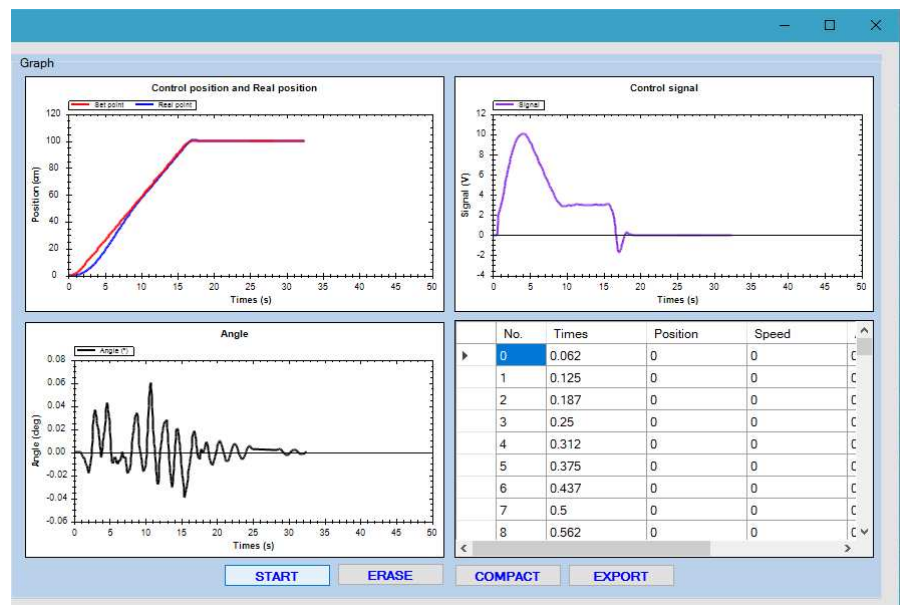 Graph
Control position and Real position
Set point Real point
120
100
80
60
40
20
0
Position (cm)
0 5 10 15 20 25 30 35 40 45 50
Times (s)
Control signal
Signal
12
10
8
6
4
2
0
-2
-4
Signal (V)
0 5 10 15 20 25 30 35 40 45 50
Times (s)
Angle
Angle (°)
0.08
0.06
0.04
0.02
0.00
-0.02
-0.04
-0.06
Angle (deg)
0 5 10 15 20 25 30 35 40 45 50
Times (s)
No. Times Position Speed
0 0.062 0 0
1 0.125 0 0
2 0.187 0 0
3 0.25 0 0
4 0.312 0 0
5 0.375 0 0
6 0.437 0 0
7 0.5 0 0
8 0.562 0 0
START ERASE COMPACT EXPORT